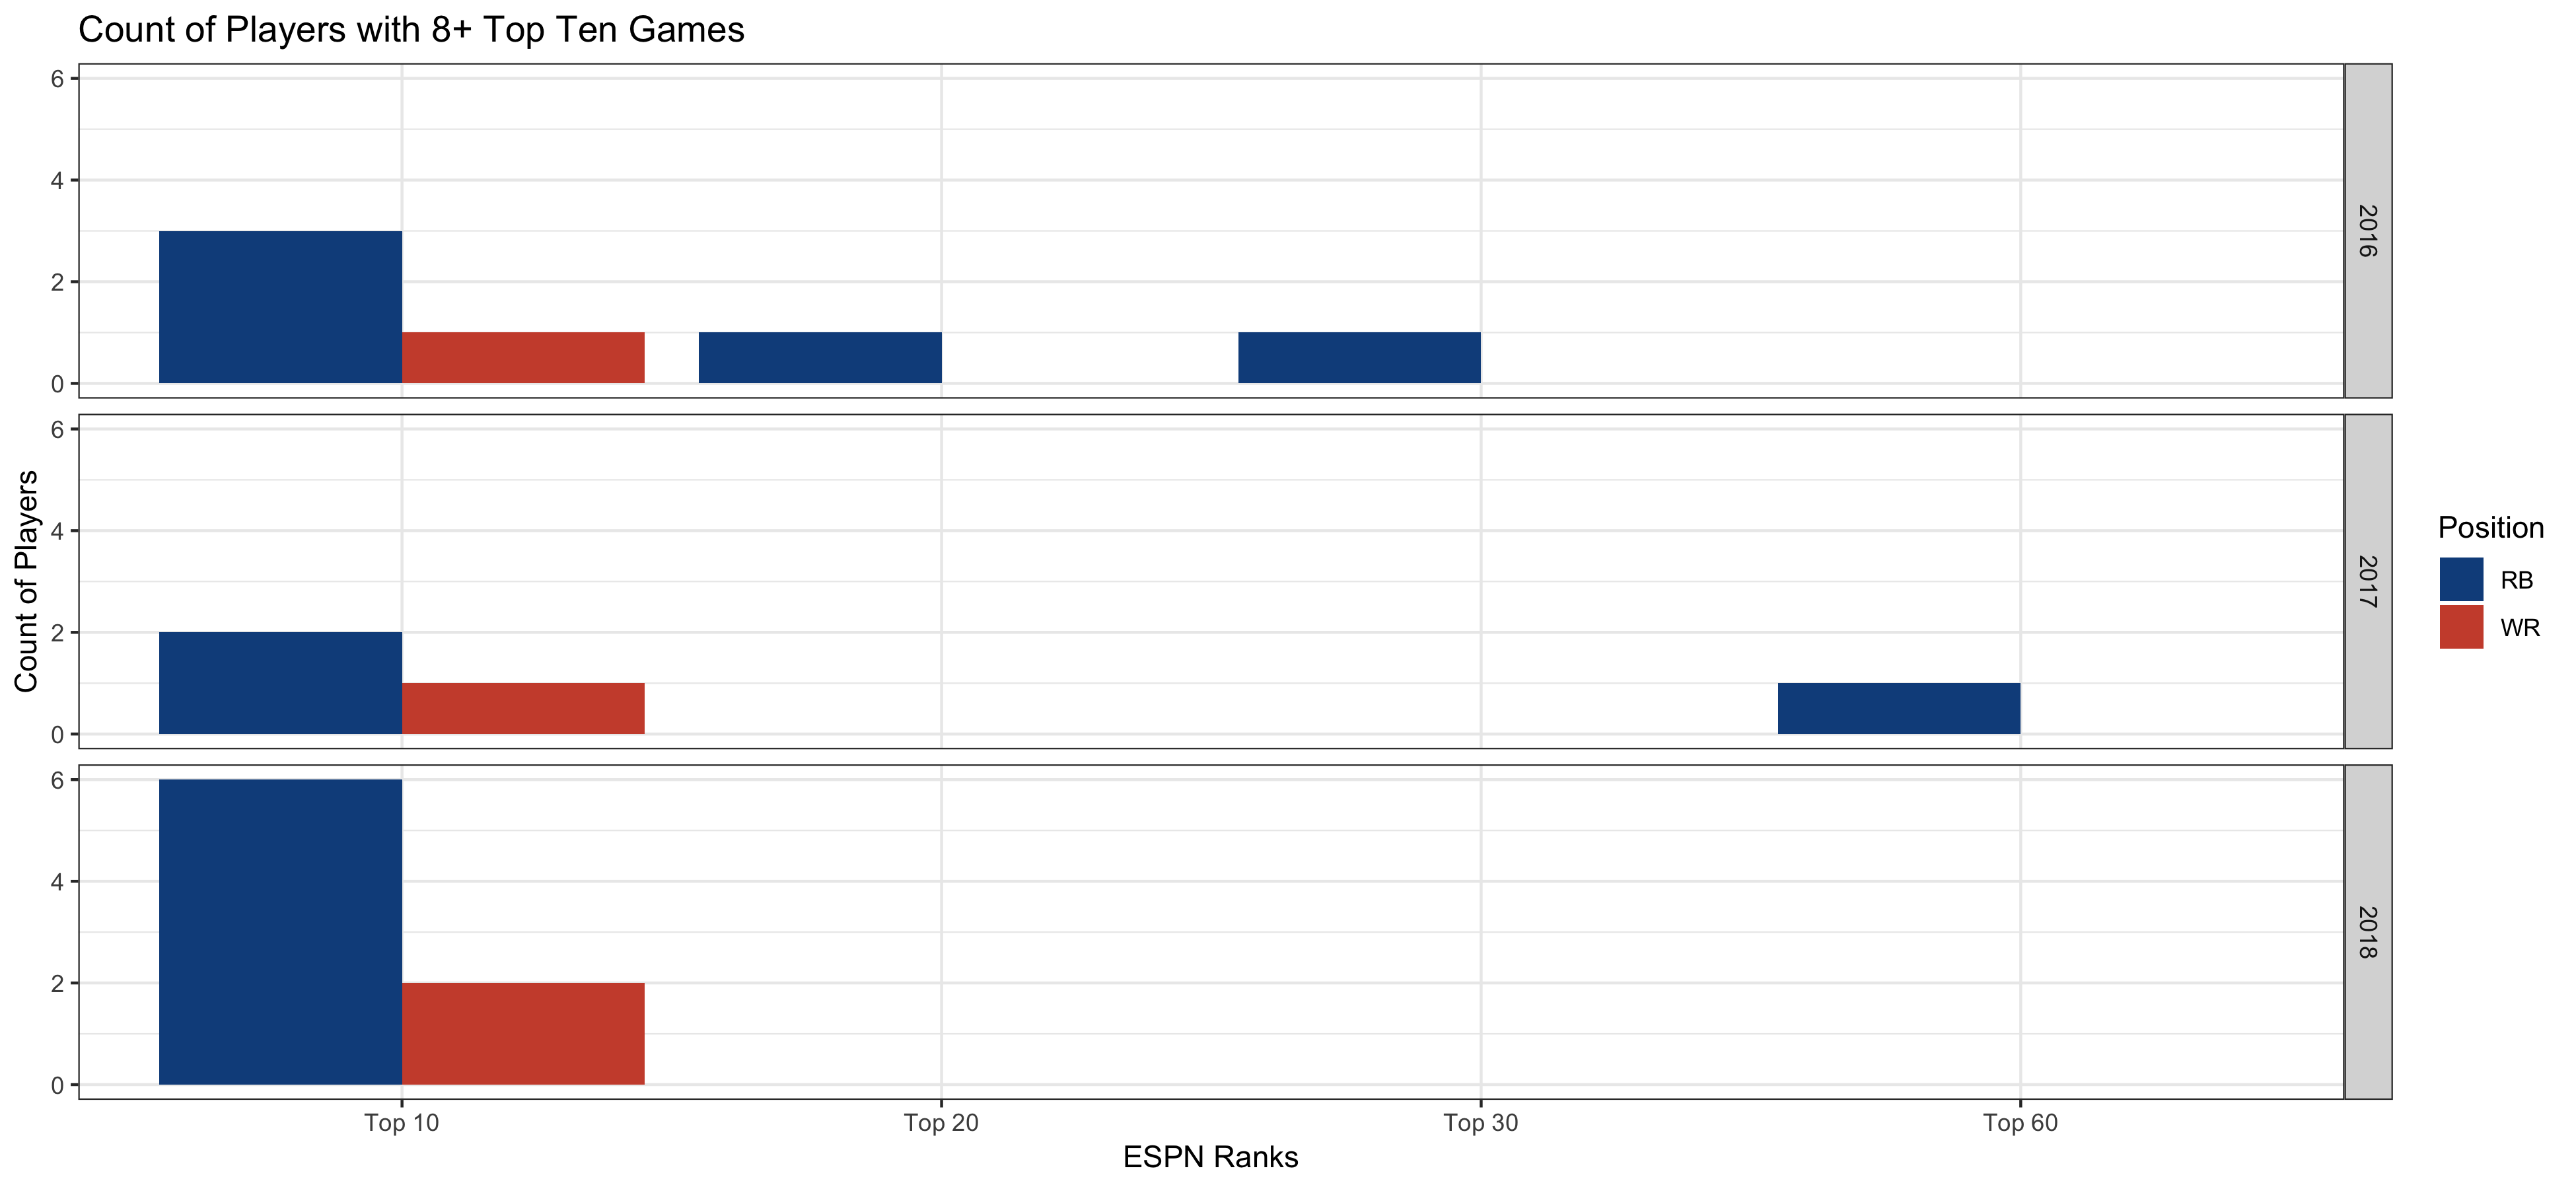 Count of Players with 8+ Top Ten Games
6
4
2
0
2016
6
4
2
0
2017
6
4
2
0
2018
Count of Players
Top 10
Top 20
Top 30
Top 60
ESPN Ranks
Position
RB
WR